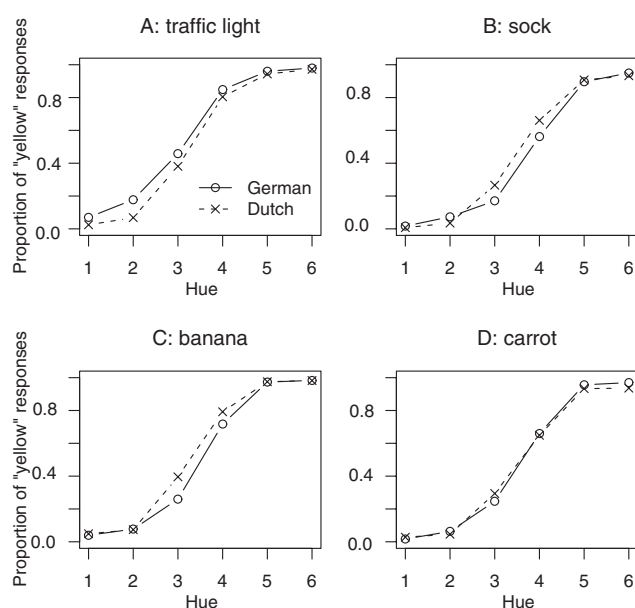 A: traffic light
Proportion of "yellow" responses
0.8
0.4
0.0
German
Dutch
1 2 3 4 5 6
Hue
B: sock
0.8
0.4
0.0
1 2 3 4 5 6
Hue
C: banana
Proportion of "yellow" responses
0.8
0.4
0.0
1 2 3 4 5 6
Hue
D: carrot
0.8
0.4
0.0
1 2 3 4 5 6
Hue